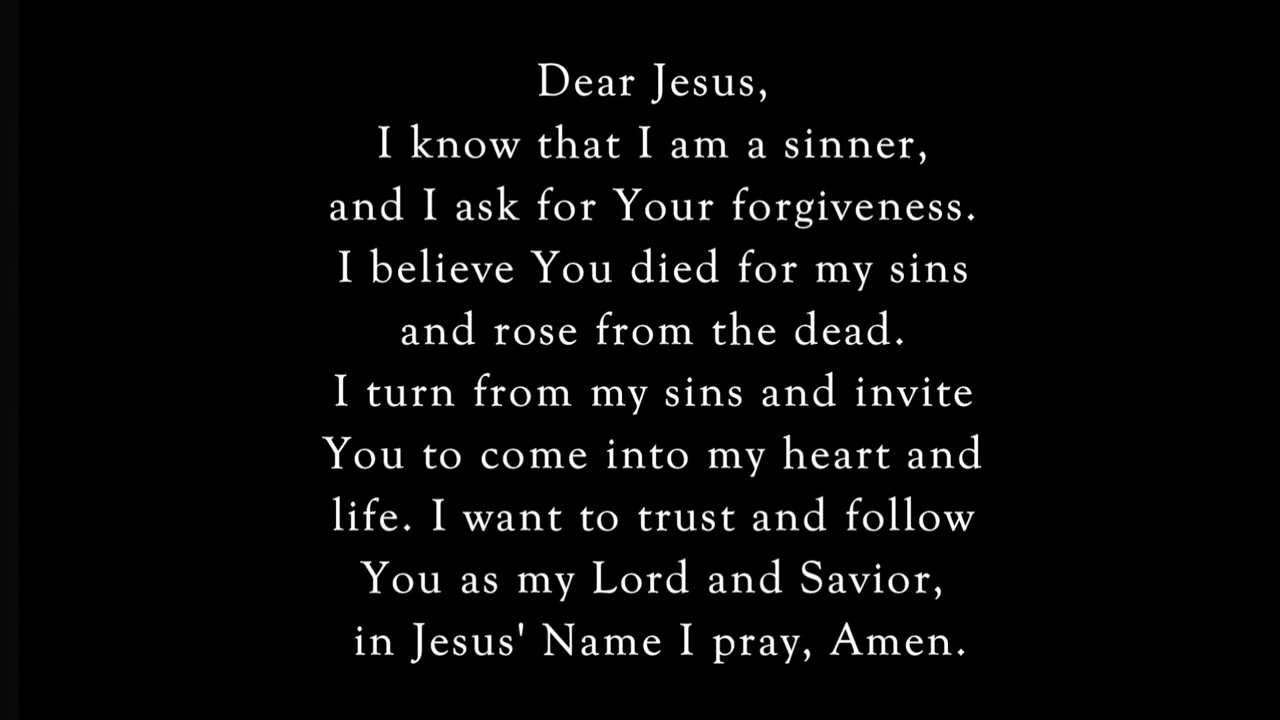 Dear Jesus,
I know that I am a sinner,
and I ask for Your forgiveness.
I believe You died for my sins
and rose from the dead.
I turn from my sins and invite
You to come into my heart and
life. I want to trust and follow
You as my Lord and Savior,
in Jesus' Name I pray, Amen.